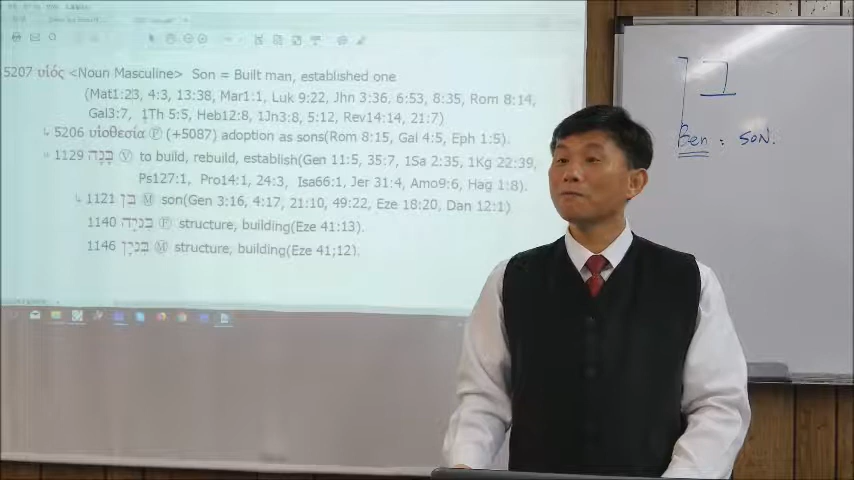 5207 υἱός <Noun Masculine> Son = Built man, established one
(Mat1:23, 4:3, 13:38, Mar1:1, Luk 9:22, Jhn 3:36, 6:53, 8:35, Rom 8:14,
Gal3:7, 1Th 5:5, Heb12:8, 1Jn3:8, 5:12, Rev14:14, 21:7)
5206 υἱοθεσία Ⓕ (+5087) adoption as sons(Rom 8:15, Gal 4:5, Eph 1:5).
1129 בָּנָה Ⓥ to build, rebuild, establish(Gen 11:5, 35:7, 1Sa 2:35, 1Kg 22:39,
Ps127:1, Pro14:1, 24:3, Isa66:1, Jer 31:4, Amo9:6, Hag 1:8).
1121 בֵּן Ⓜ son(Gen 3:16, 4:17, 21:10, 49:22, Eze 18:20, Dan 12:1)
1140 בִּנְיָה Ⓕ structure, building(Eze 41:13).
1146 בִּנְיָן Ⓜ structure, building(Eze 41;12).
בן
Ben : son.